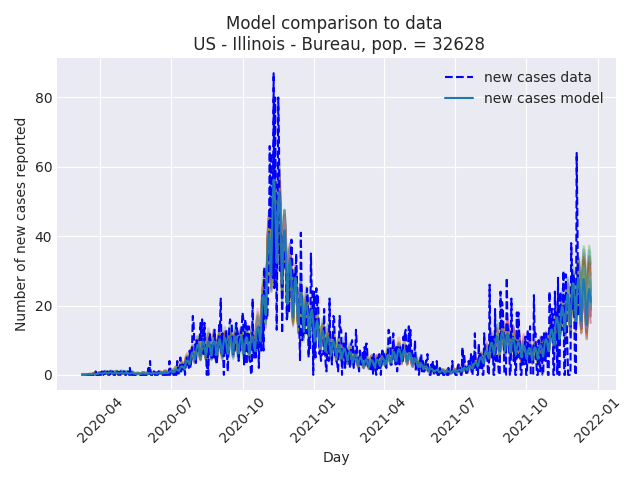 Model comparison to data
US - Illinois - Bureau, pop. = 32628
new cases data
new cases model
Number of new cases reported
80
60
40
20
0
2020-04
2020-07
2020-10
2021-01
2021-04
2021-07
2021-10
2022-01
Day